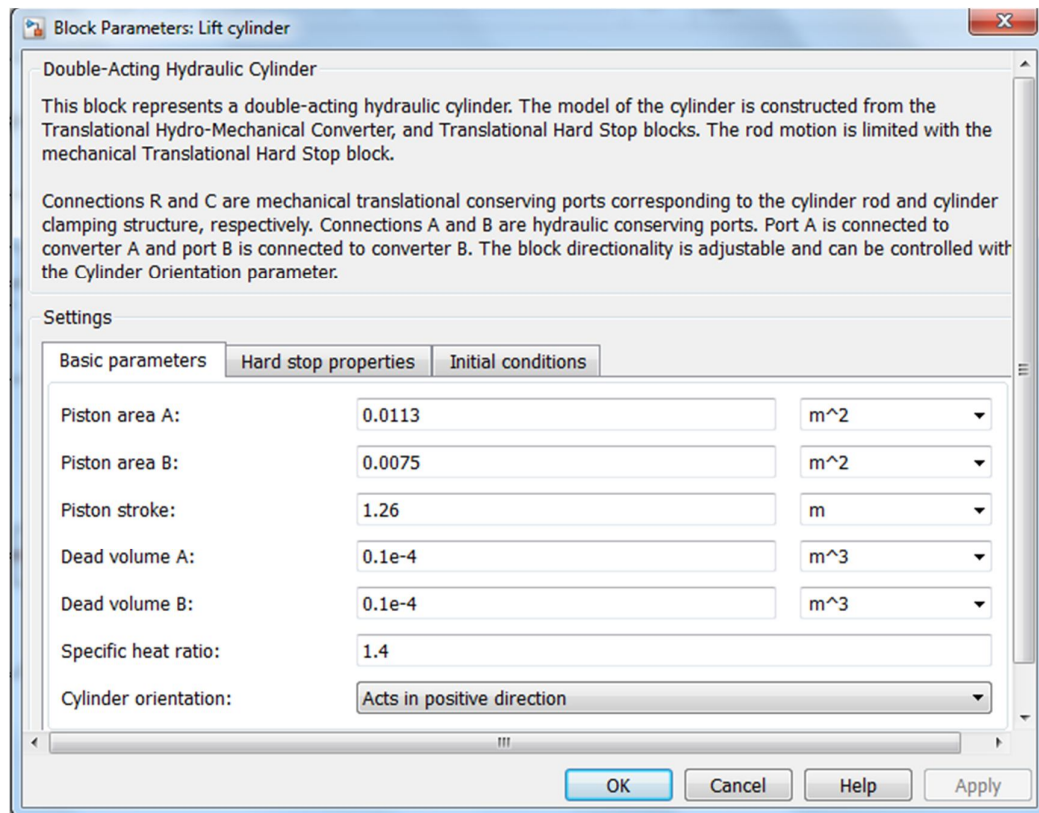 Block Parameters: Lift cylinder
Double-Acting Hydraulic Cylinder
This block represents a double-acting hydraulic cylinder. The model of the cylinder is constructed from the
Translational Hydro-Mechanical Converter, and Translational Hard Stop blocks. The rod motion is limited with the
mechanical Translational Hard Stop block.
Connections R and C are mechanical translational conserving ports corresponding to the cylinder rod and cylinder
clamping structure, respectively. Connections A and B are hydraulic conserving ports. Port A is connected to
converter A and port B is connected to converter B. The block directionality is adjustable and can be controlled with
the Cylinder Orientation parameter.
Settings
Basic parameters Hard stop properties Initial conditions
Piston area A: 0.0113 m^2
Piston area B: 0.0075 m^2
Piston stroke: 1.26 m
Dead volume A: 0.1e-4 m^3
Dead volume B: 0.1e-4 m^3
Specific heat ratio: 1.4
Cylinder orientation: Acts in positive direction
OK Cancel Help Apply